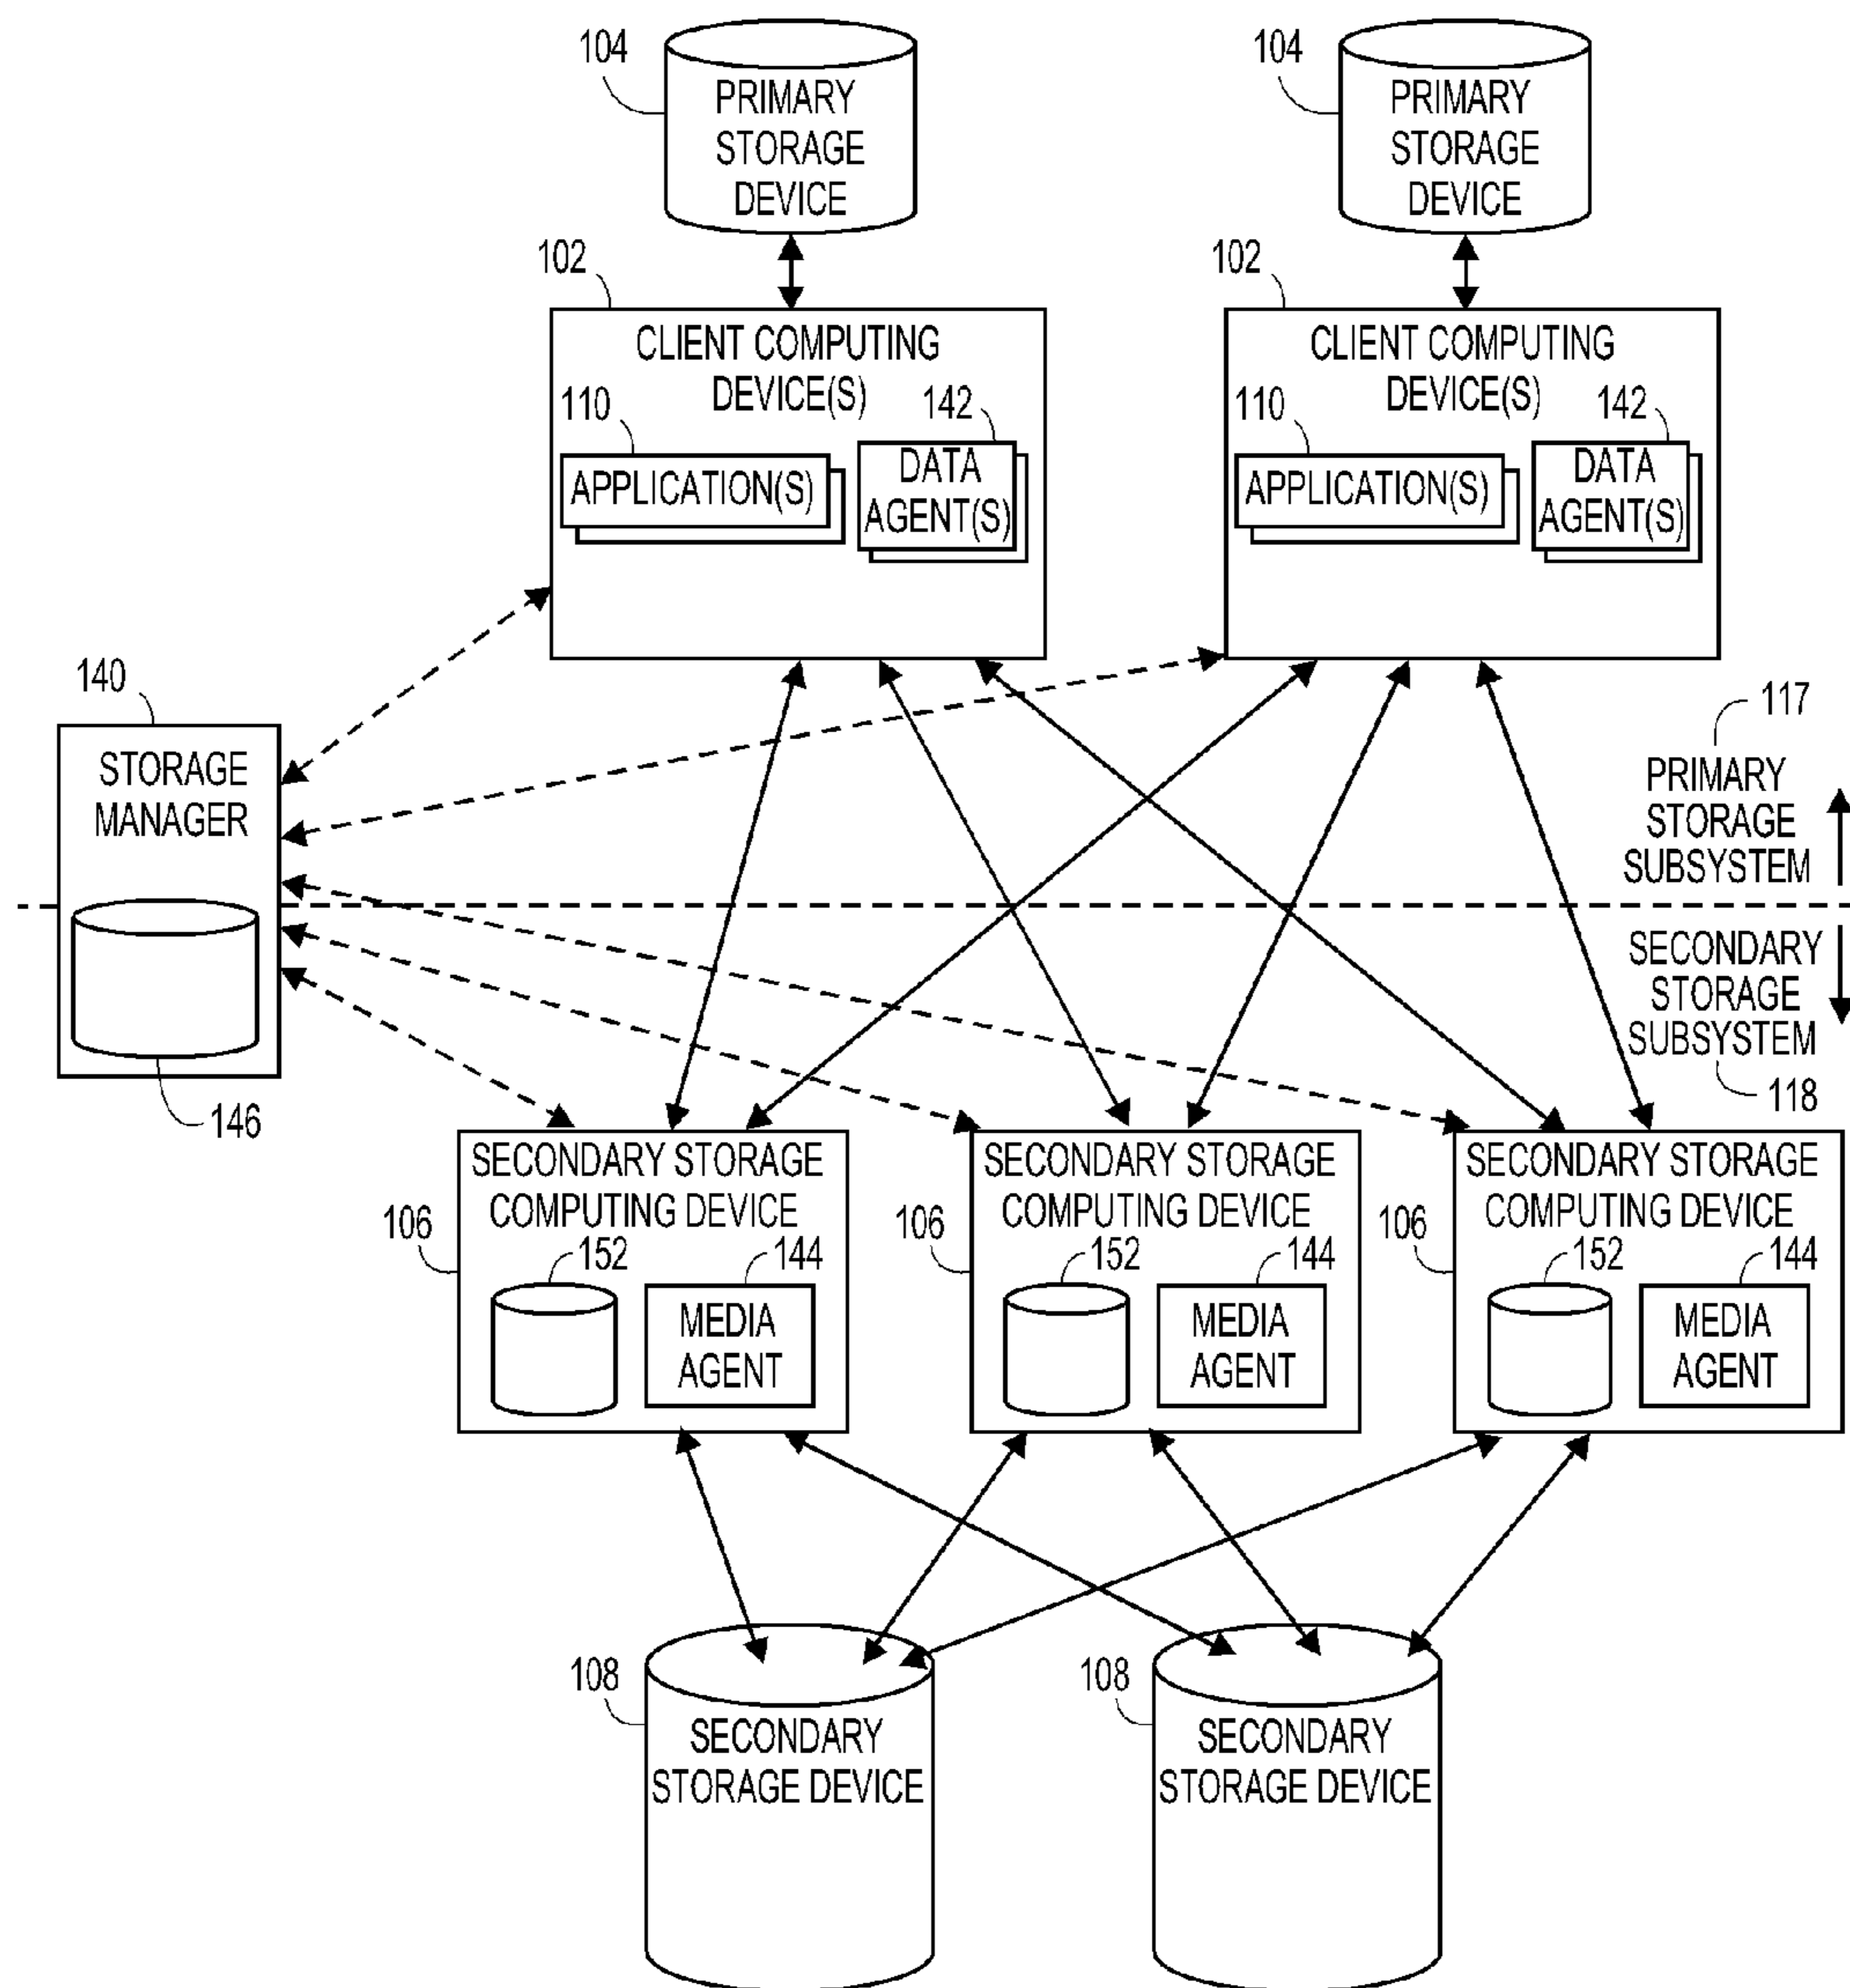 104
PRIMARY
STORAGE
DEVICE
104
PRIMARY
STORAGE
DEVICE
102
CLIENT COMPUTING
DEVICE(S)
110
142
APPLICATION(S)
DATA
AGENT(S)
102
CLIENT COMPUTING
DEVICE(S)
110
142
APPLICATION(S)
DATA
AGENT(S)
140
STORAGE
MANAGER
146
117
PRIMARY
STORAGE
SUBSYSTEM
SECONDARY
STORAGE
SUBSYSTEM
118
SECONDARY STORAGE
COMPUTING DEVICE
106
152
144
MEDIA
AGENT
SECONDARY STORAGE
COMPUTING DEVICE
106
152
144
MEDIA
AGENT
SECONDARY STORAGE
COMPUTING DEVICE
106
152
144
MEDIA
AGENT
108
SECONDARY
STORAGE DEVICE
108
SECONDARY
STORAGE DEVICE